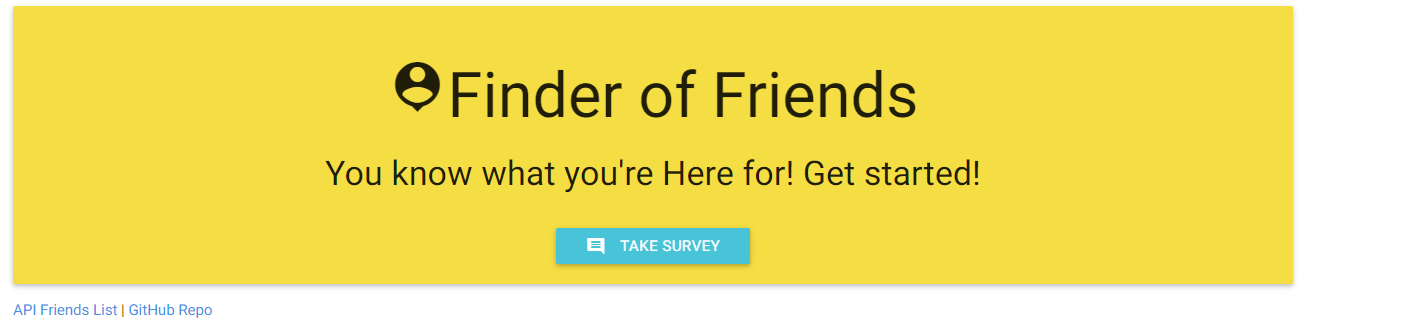 Finder of Friends
You know what you're Here for! Get started!
TAKE SURVEY
API Friends List | GitHub Repo